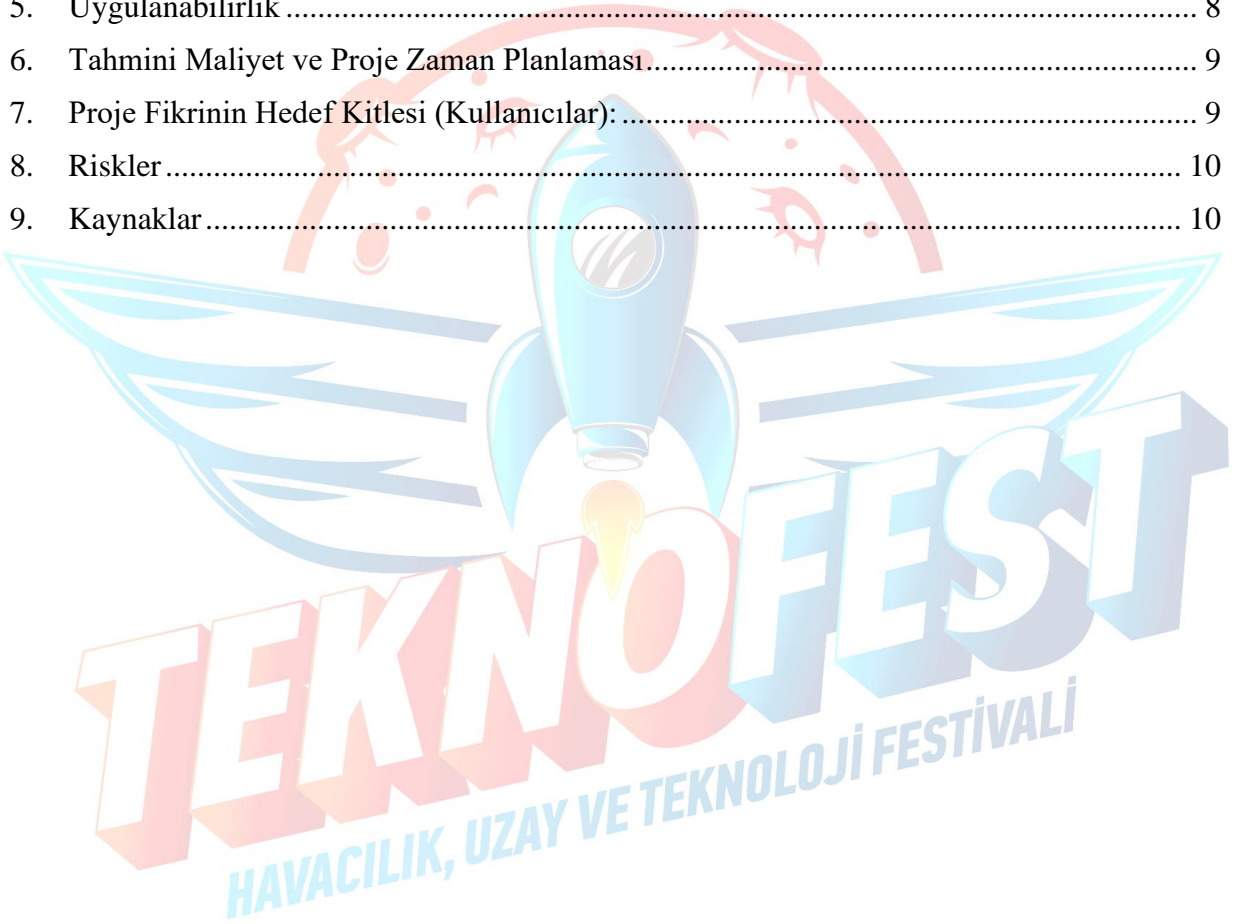 5. Uygulanabilirlik ........................................................................................................................ 8
6. Tahmini Maliyet ve Proje Zaman Planlaması ..................................................................... 9
7. Proje Fikrinin Hedef Kitlesi (Kullanıcılar): ........................................................................ 9
8. Riskler ................................................................................................................................ 10
9. Kaynaklar ........................................................................................................................... 10
TEKNOFEST
HAVACILIK, UZAY VE TEKNOLOJİ FESTİVALİ